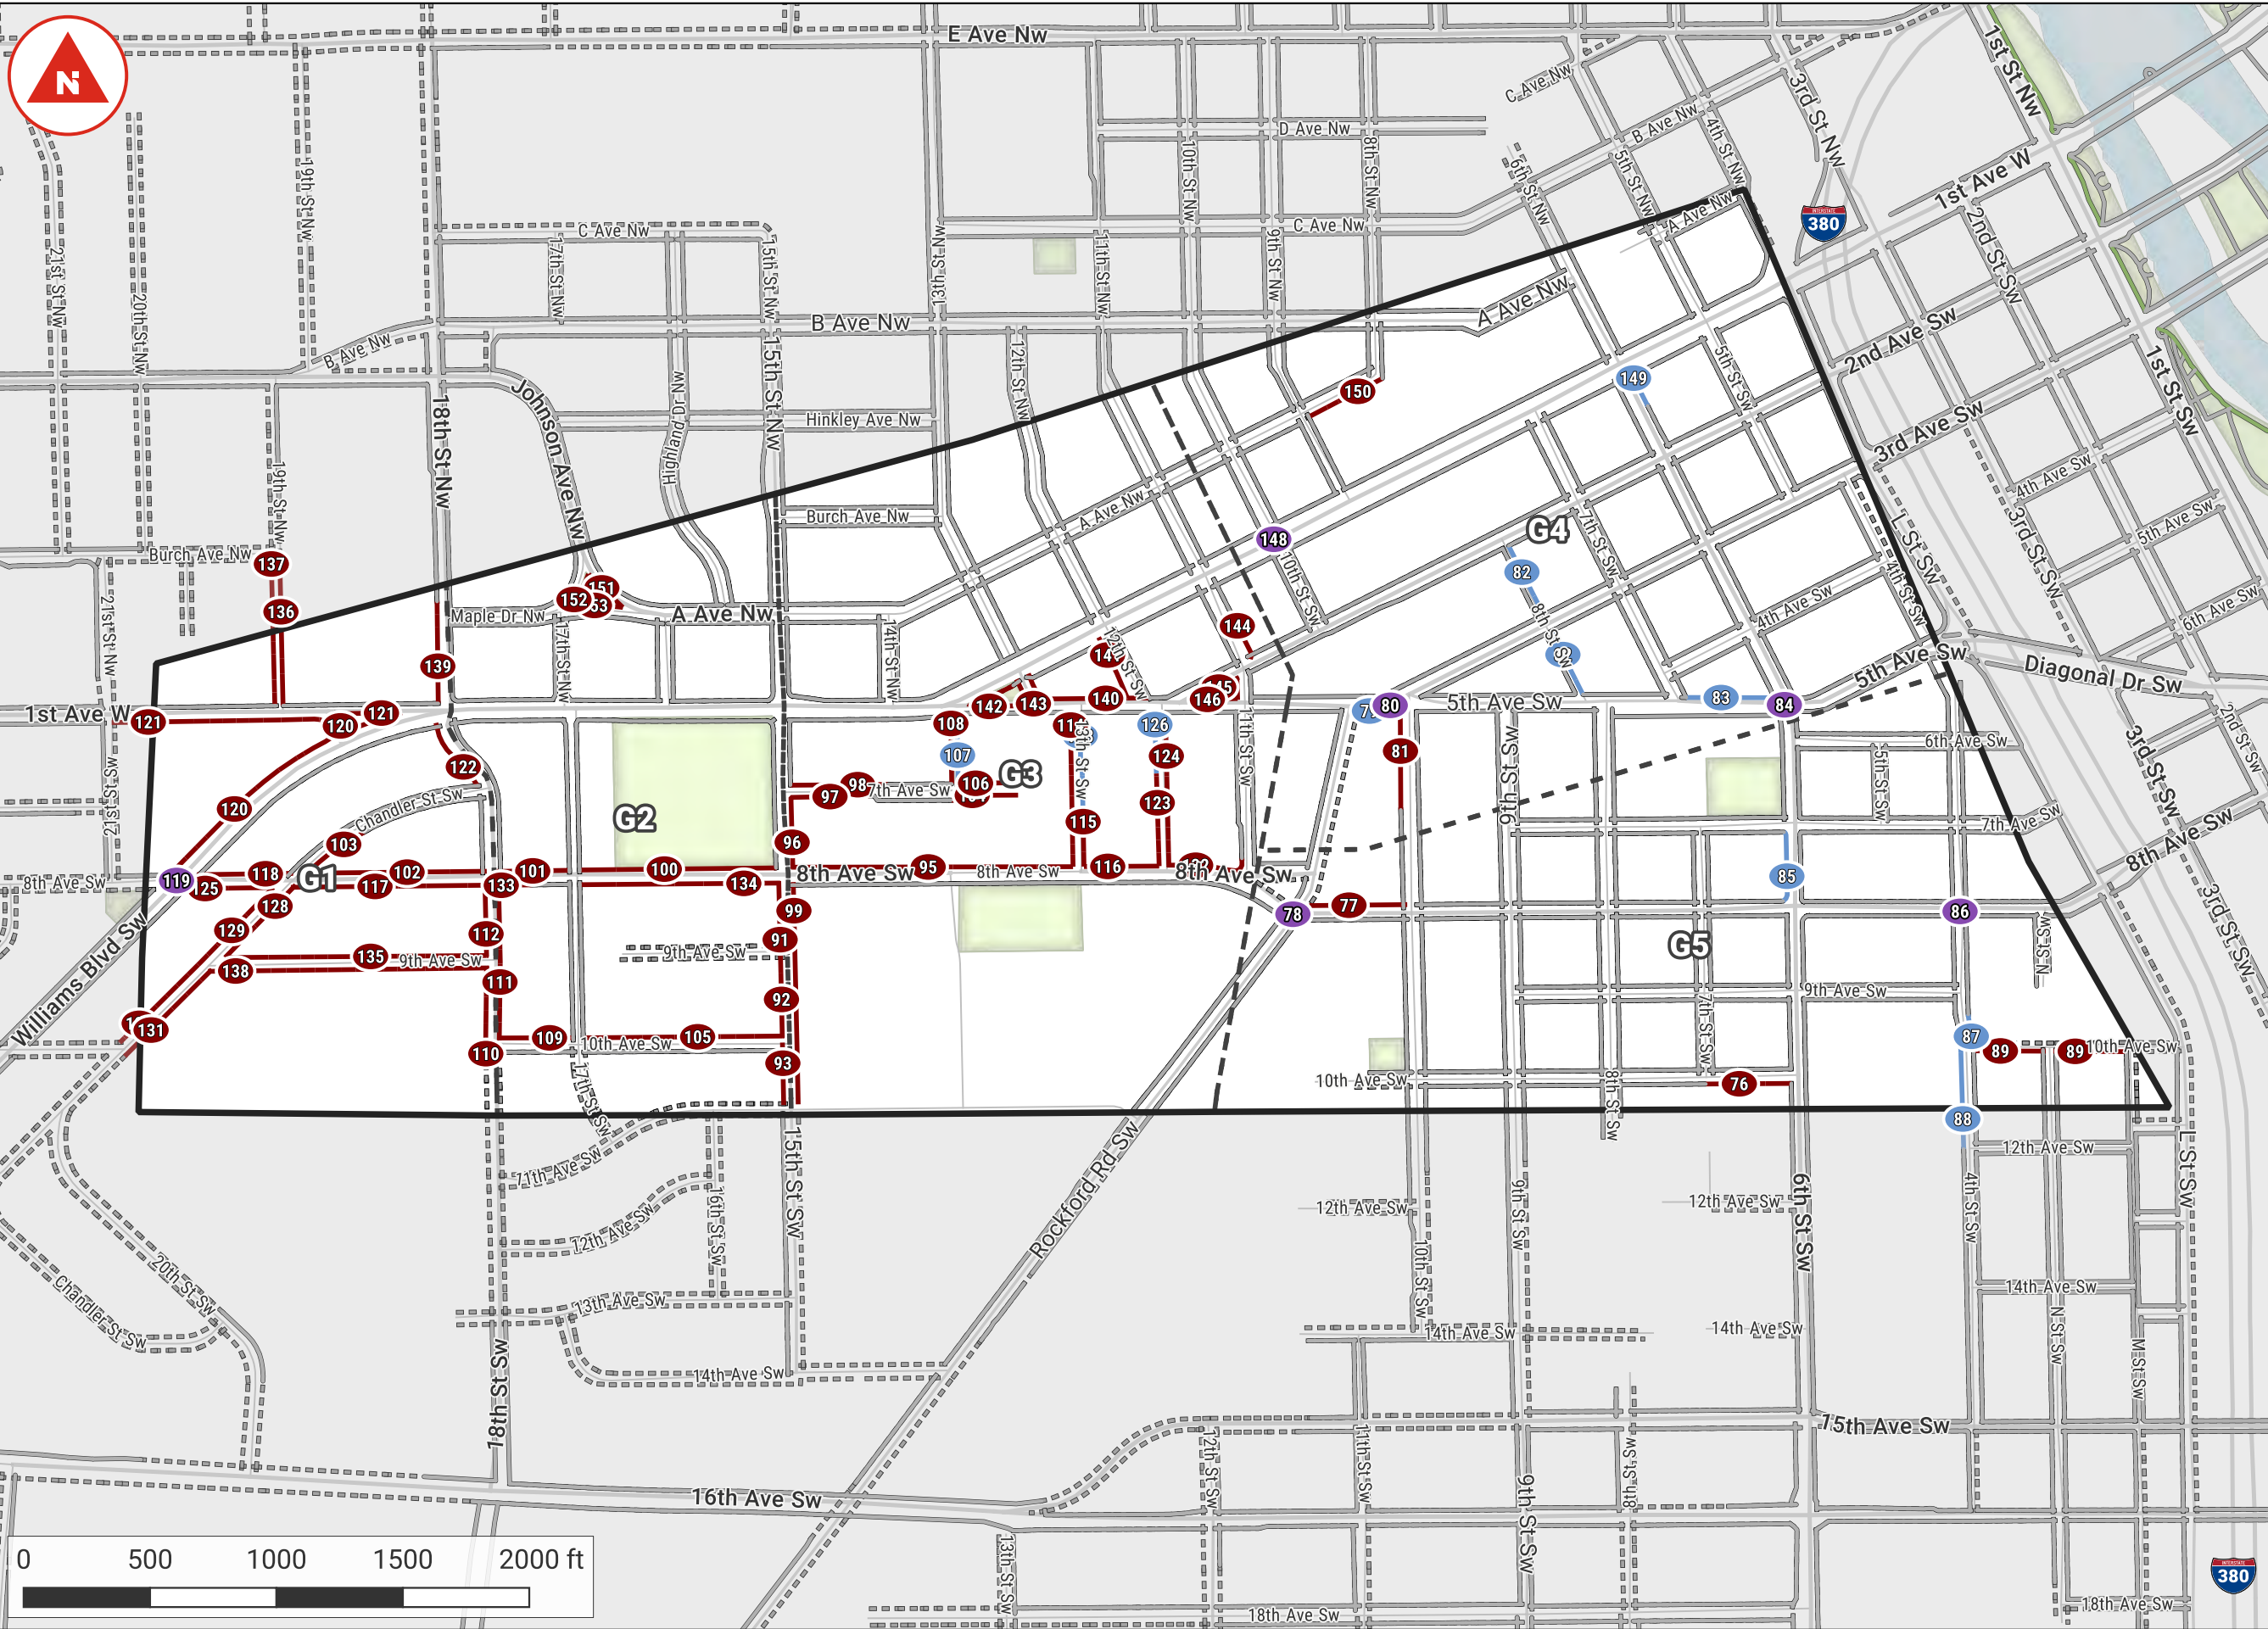 E Ave Nw
N
1st St Nw
3rd St Nw
C Ave Nw
B Ave Nw
4th St Nw
D Ave Nw
8th St Nw
10th St Nw
5th St Nw
6th St Nw
1st Ave W
19th St Nw
21st St Nw
20th St Nw
C Ave Nw
17th St Nw
15th St Nw
13th St Nw
11th St Nw
9th St Nw
C Ave Nw
A Ave Nw
380
2nd St Sw
B Ave Nw
B Ave Nw
A Ave Nw
2nd Ave Sw
1st St Sw
18th St Nw
Johnson Ave Nw
Highland Dr Nw
15th St Nw
Hinkley Ave Nw
12th St Nw
150
149
5th St Sw
3rd Ave Sw
4th Ave Sw
19th St Nw
Burch Ave Nw
A Ave Nw
148
G4
7th St Sw
L St Sw
3rd St Sw
5th Ave Sw
Burch Ave Nw
137
136
21st St Nw
151
152
53
82
10th St Sw
8th St Sw
4th Ave Sw
4th St Sw
6th Ave Sw
Maple Dr Nw
A Ave Nw
17th St Nw
14th St Nw
12th St Sw
144
139
5th Ave Sw
Diagonal Dr Sw
1st Ave W
121
120
121
108
142
143
140
146
126
80
5th Ave Sw
83
84
2nd St Sw
122
107
13th St Sw
124
11th St Sw
81
9th St Sw
6th Ave Sw
5th St Sw
3rd St Sw
21st St Sw
120
Chandler St Sw
103
G2
97
98
7th Ave Sw
106
G3
115
123
96
7th Ave Sw
8th Ave Sw
8th Ave Sw
119
118
G1
117
102
133
101
100
134
8th Ave Sw
95
8th Ave Sw
116
8th Ave Sw
128
129
99
78
77
85
86
3rd St Sw
Williams Blvd Sw
138
135
9th Ave Sw
112
111
9th Ave Sw
91
92
G5
N St Sw
9th Ave Sw
131
110
109
10th Ave Sw
105
93
17th St Sw
10th Ave Sw
8th St Sw
7th St Sw
76
87
89
89
10th Ave Sw
88
11th Ave Sw
15th St Sw
Rockford Rd Sw
12th Ave Sw
L St Sw
12th Ave Sw
16th St Sw
12th Ave Sw
10th St Sw
9th St Sw
12th Ave Sw
6th St Sw
4th St Sw
20th St Sw
Chandler St Sw
13th Ave Sw
14th Ave Sw
18th St Sw
14th Ave Sw
14th Ave Sw
14th Ave Sw
N St Sw
M St Sw
16th Ave Sw
12th St Sw
11th St Sw
9th St Sw
8th St Sw
15th Ave Sw
0 500 1000 1500 2000 ft
13th St Sw
18th Ave Sw
18th Ave Sw
380